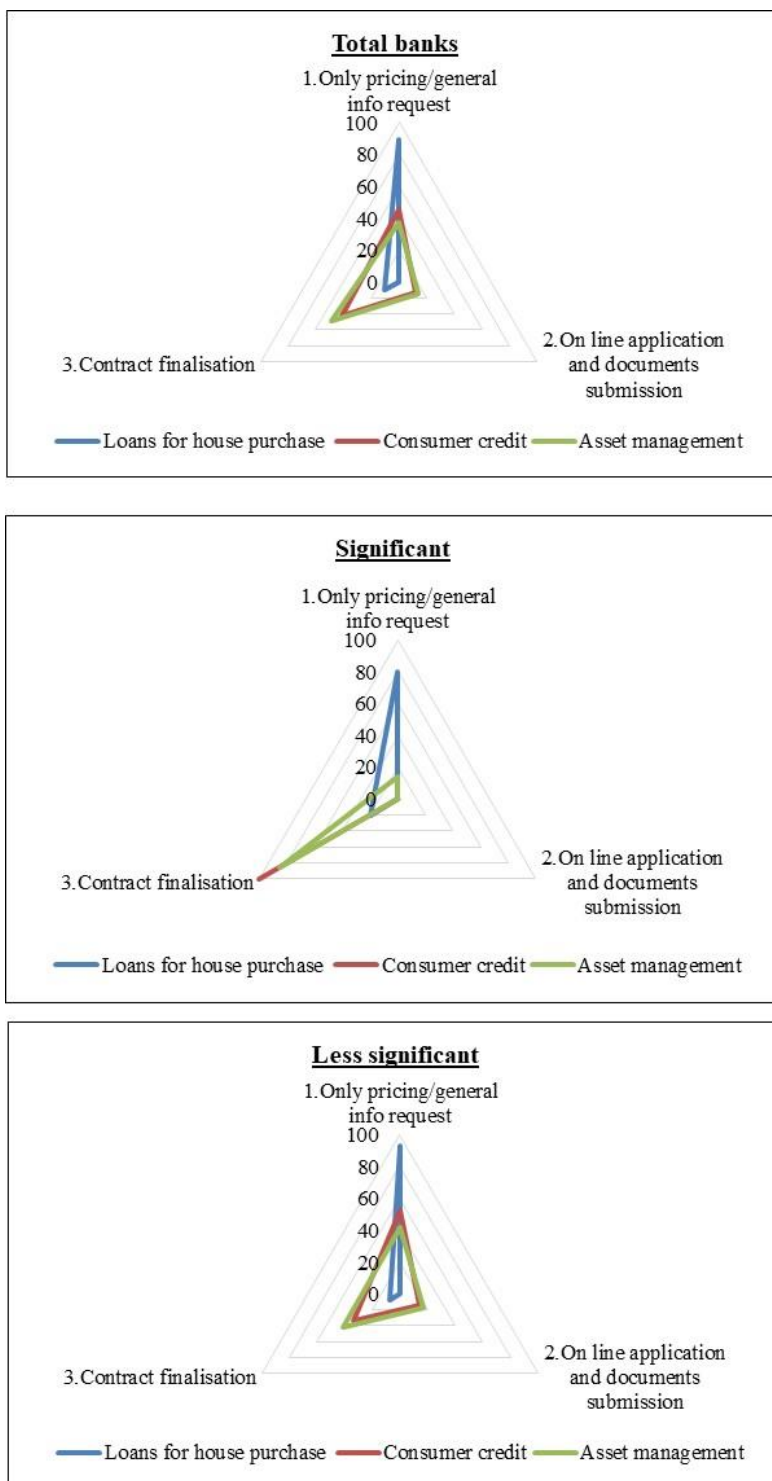 Total banks
1.Only pricing/general
info request
100
80
60
40
20
0
3.Contract finalisation
2.On line application
and documents
submission
Loans for house purchase Consumer credit Asset management
Significant
1.Only pricing/general
info request
100
80
60
40
20
0
3.Contract finalisation
2.On line application
and documents
submission
Loans for house purchase Consumer credit Asset management
Less significant
1.Only pricing/general
info request
100
80
60
40
20
0
3.Contract finalisation
2.On line application
and documents
submission
Loans for house purchase Consumer credit Asset management